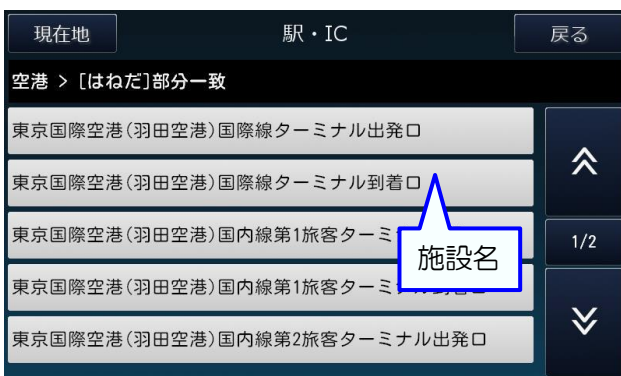 現在地
駅・IC
戻る
空港 > [はねだ]部分一致
東京国際空港(羽田空港)国際線ターミナル出発口
東京国際空港(羽田空港)国際線ターミナル到着口
東京国際空港(羽田空港)国内線第1旅客ターミ
施設名
1/2
東京国際空港(羽田空港)国内線第1旅客ターミ
東京国際空港(羽田空港)国内線第2旅客ターミナル出発口